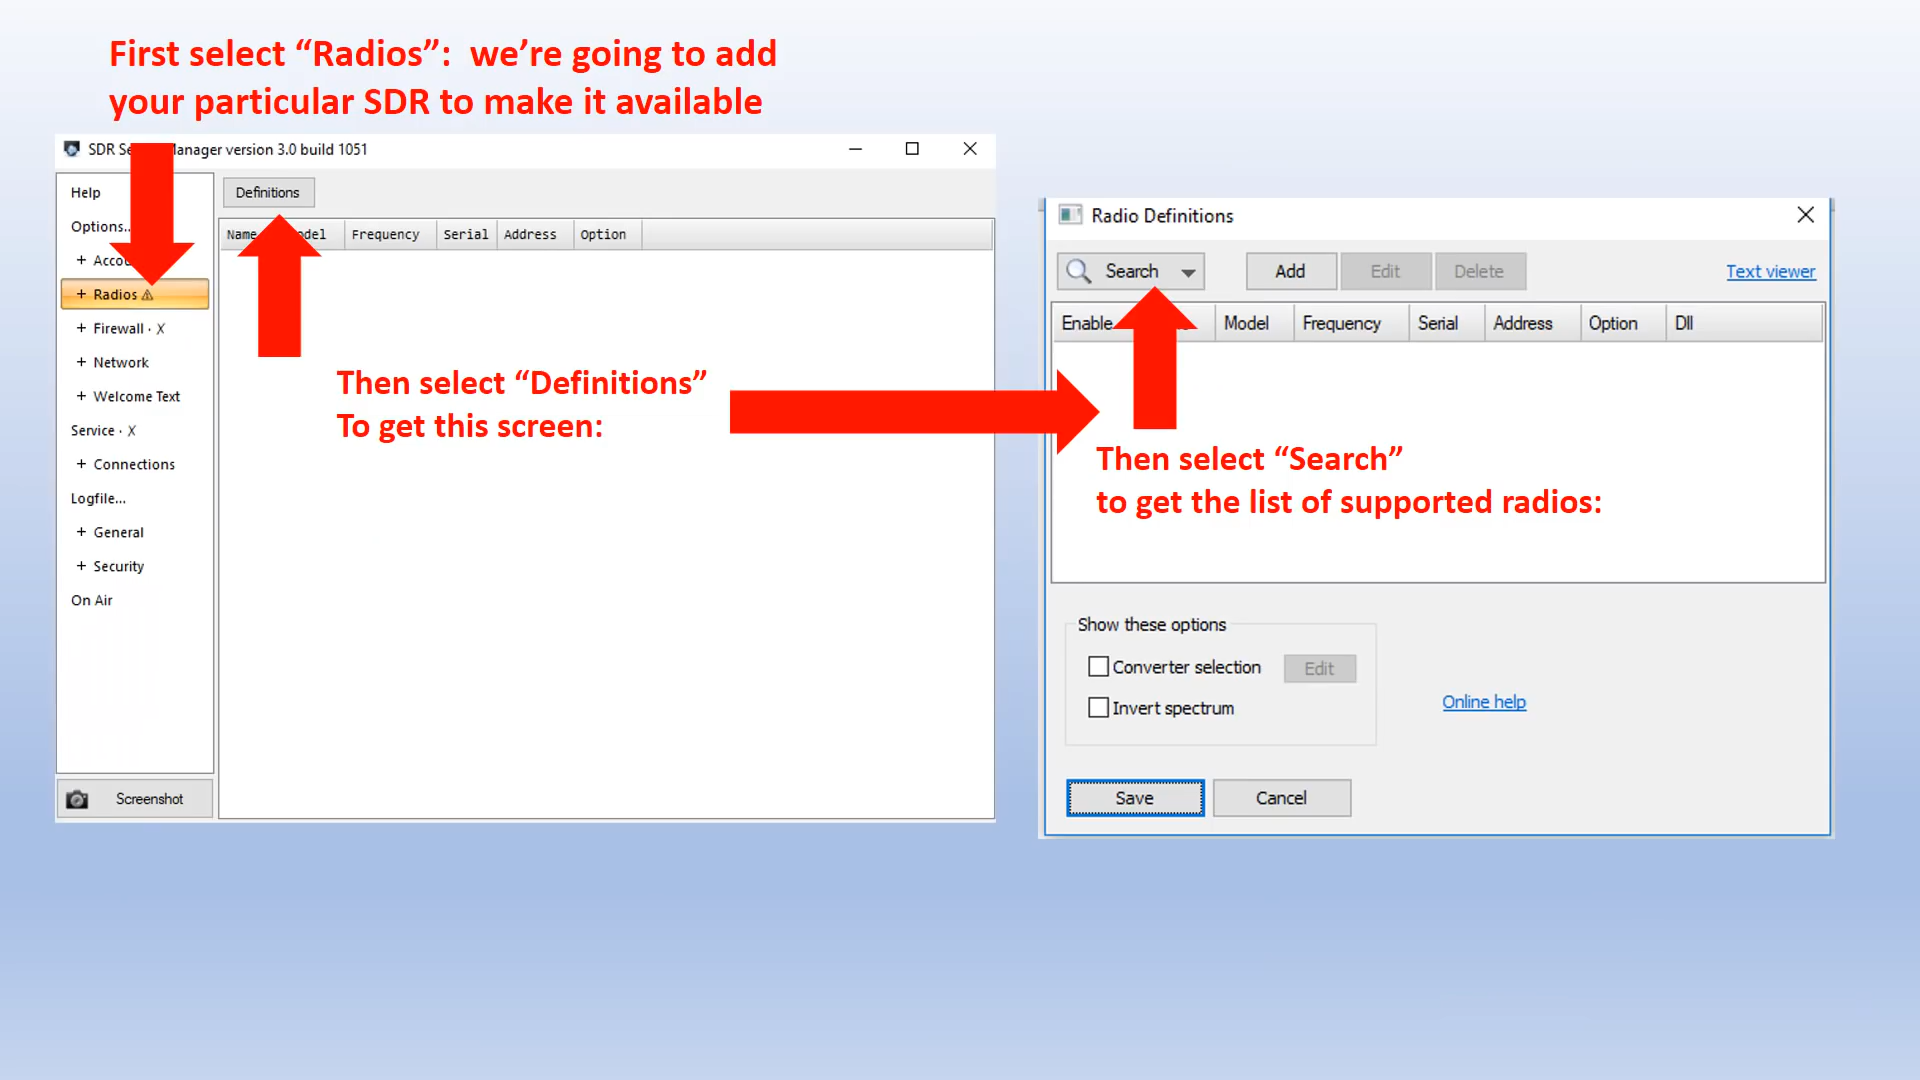 First select “Radios”:  we’re going to add
your particular SDR to make it available
SDR Se anager version 3.0 build 1051
Help
Options..
+ Acco
+ Radios ⚠
+ Firewall · X
+ Network
+ Welcome Text
Service · X
+ Connections
Logfile...
+ General
+ Security
On Air
Screenshot
Definitions
Name odel Frequency Serial Address Option
Then select “Definitions”
To get this screen:
Radio Definitions
Search Add Edit Delete Text viewer
Enable Model Frequency Serial Address Option Dll
Then select “Search”
to get the list of supported radios:
Show these options
Converter selection Edit
Invert spectrum
Online help
Save Cancel